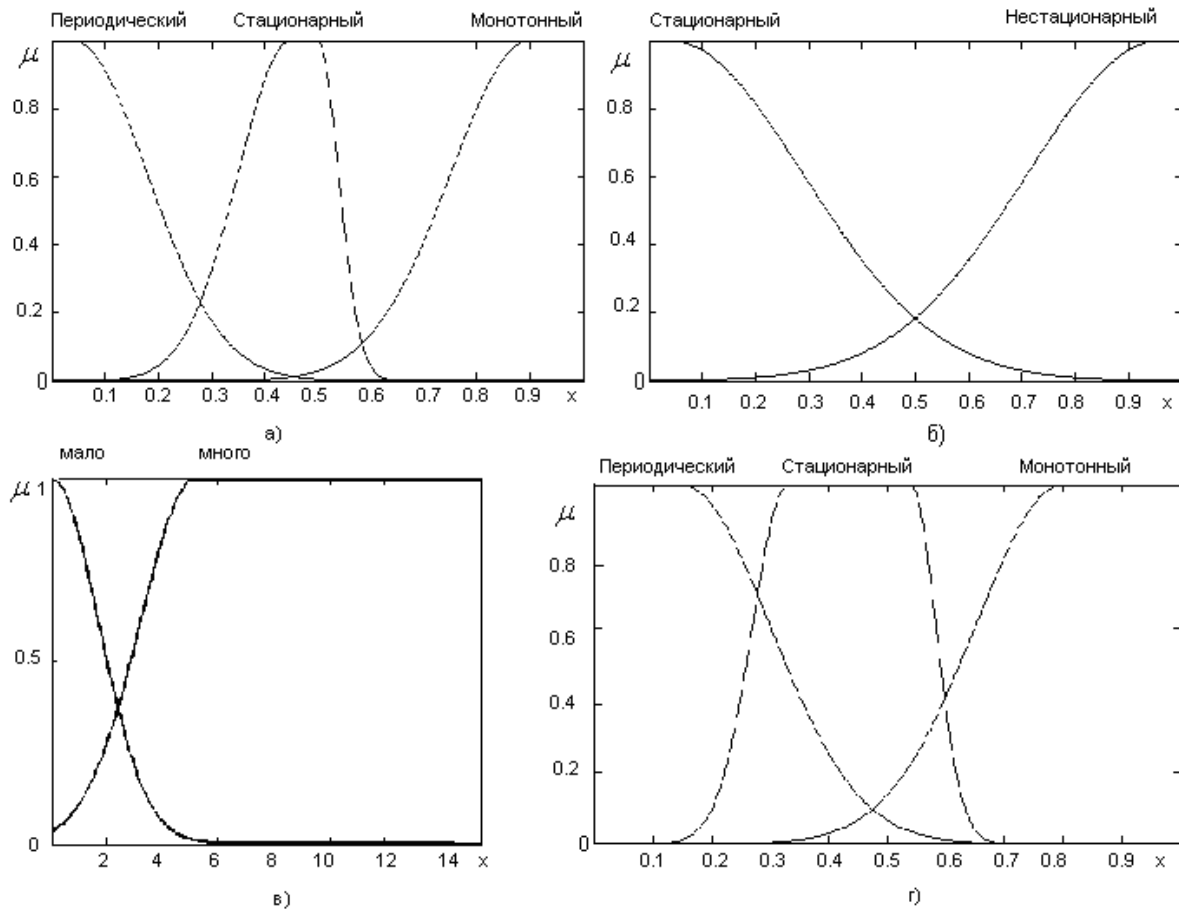 Периодический Стационарный Монотонный
μ
0.8
0.6
0.4
0.2
0
0.1 0.2 0.3 0.4 0.5 0.6 0.7 0.8 0.9 x
а)
Стационарный Нестационарный
μ
0.8
0.6
0.4
0.2
0
0.1 0.2 0.3 0.4 0.5 0.6 0.7 0.8 0.9 x
б)
мало много
μ 1
0.5
0
2 4 6 8 10 12 14 x
в)
Периодический Стационарный Монотонный
μ
0.8
0.6
0.4
0.2
0
0.1 0.2 0.3 0.4 0.5 0.6 0.7 0.8 0.9 x
г)